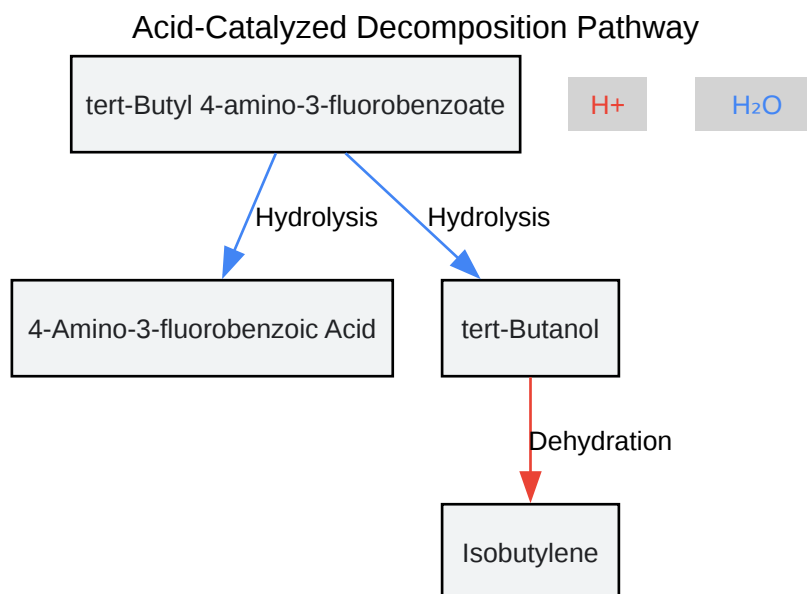 Acid-Catalyzed Decomposition Pathway
tert-Butyl 4-amino-3-fluorobenzoate
H+
H₂O
Hydrolysis
Hydrolysis
4-Amino-3-fluorobenzoic Acid
tert-Butanol
Dehydration
Isobutylene